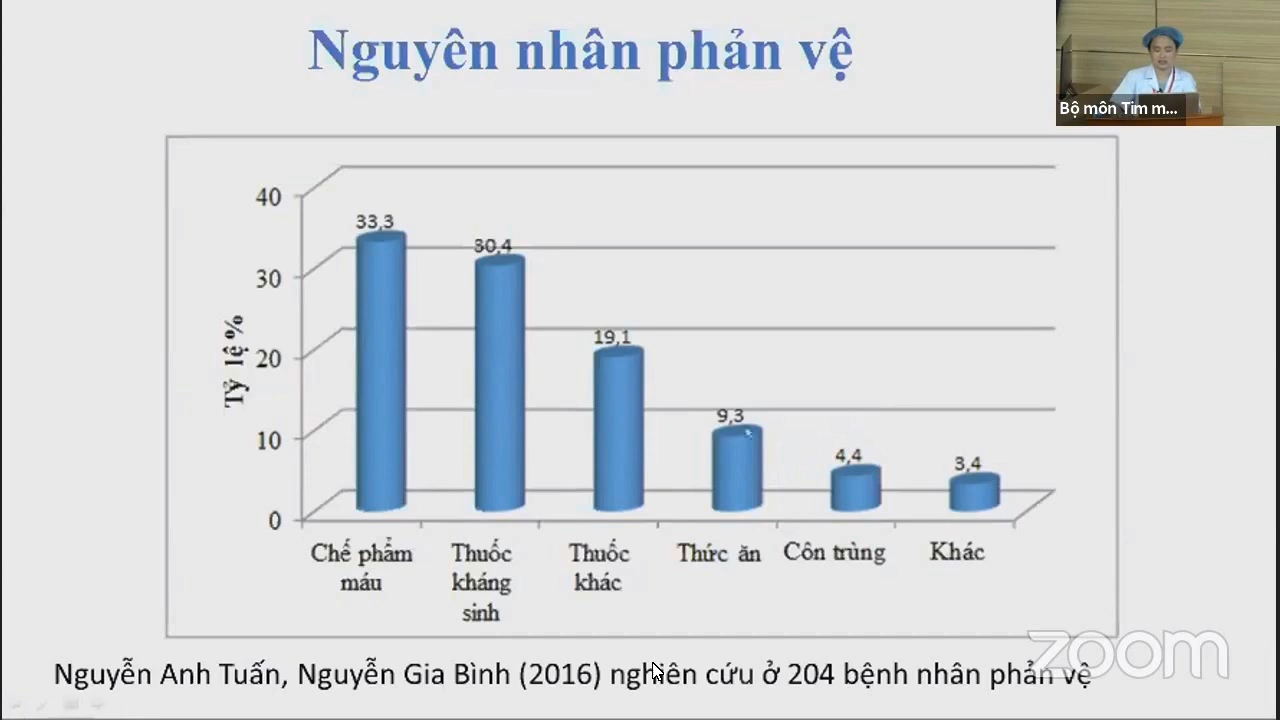 Nguyên nhân phản vệ
Bộ môn Tim m...
Tỷ lệ %
40
30
20
10
0
33,3
30,4
19,1
9,3
4,4
3,4
Chế phẩm
máu
Thuốc
kháng
sinh
Thuốc
khác
Thức ăn
Côn trùng
Khác
Nguyễn Anh Tuấn, Nguyễn Gia Bình (2016) nghiên cứu ở 204 bệnh nhân phản vệ
zoom